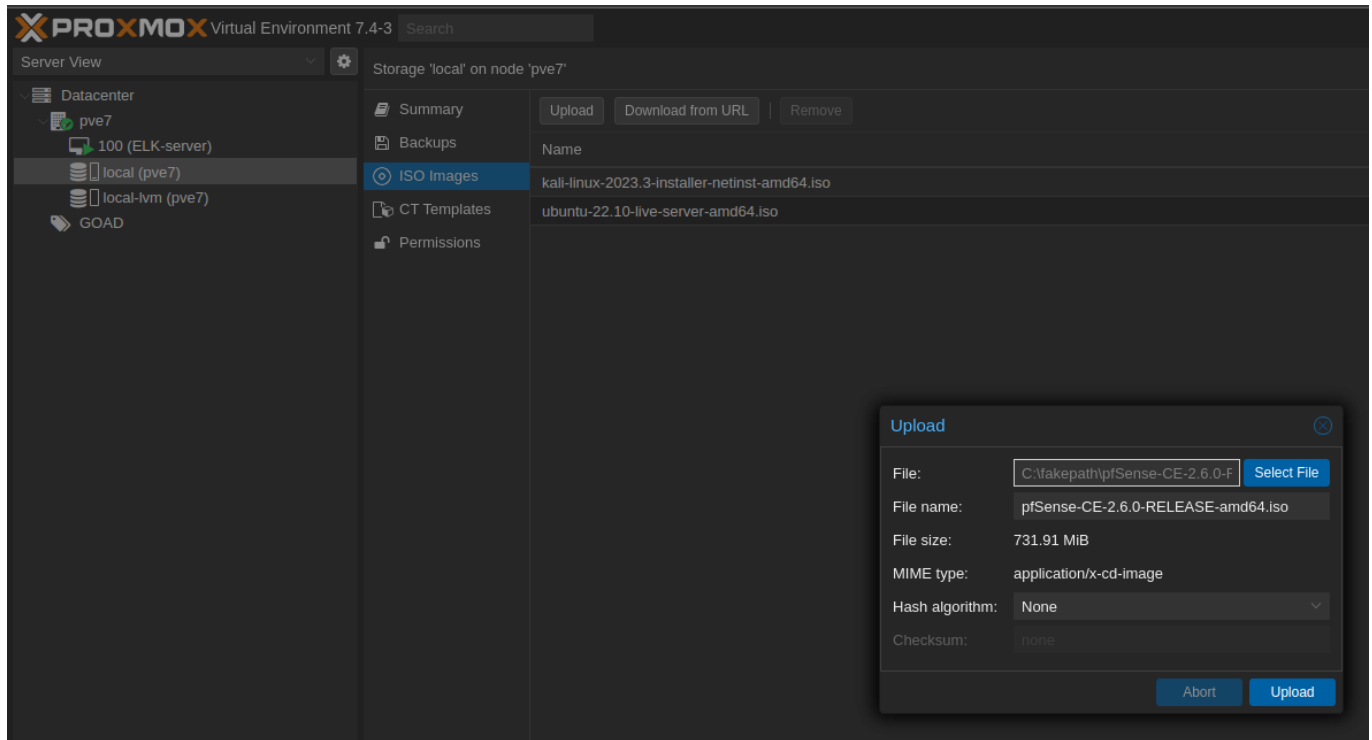 PROXMOX Virtual Environment 7.4-3 Search
Server View
Datacenter
pve7
100 (ELK-server)
local (pve7)
local-lvm (pve7)
GOAD
Storage 'local' on node 'pve7'
Summary
Backups
ISO Images
CT Templates
Permissions
Upload Download from URL Remove
Name
kali-linux-2023.3-installer-netinst-amd64.iso
ubuntu-22.10-live-server-amd64.iso
Upload
File: C:\fakepath\pfSense-CE-2.6.0-F Select File
File name: pfSense-CE-2.6.0-RELEASE-amd64.iso
File size: 731.91 MiB
MIME type: application/x-cd-image
Hash algorithm: None
Checksum: none
Abort Upload